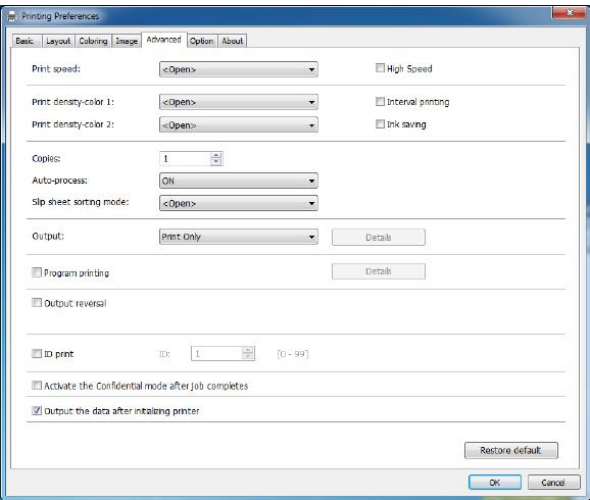 Printing Preferences
Basic Layout Coloring Image Advanced Option About
Print speed: <Open> High Speed
Print density-color 1: <Open> Interval printing
Print density-color 2: <Open> Ink saving
Copies: 1
Auto-process: ON
Slip sheet sorting mode: <Open>
Output: Print Only Details
Program printing Details
Output reversal
ID print ID: 1 [0 - 99]
Activate the Confidential mode after job completes
Output the data after initializing printer
Restore default
OK Cancel